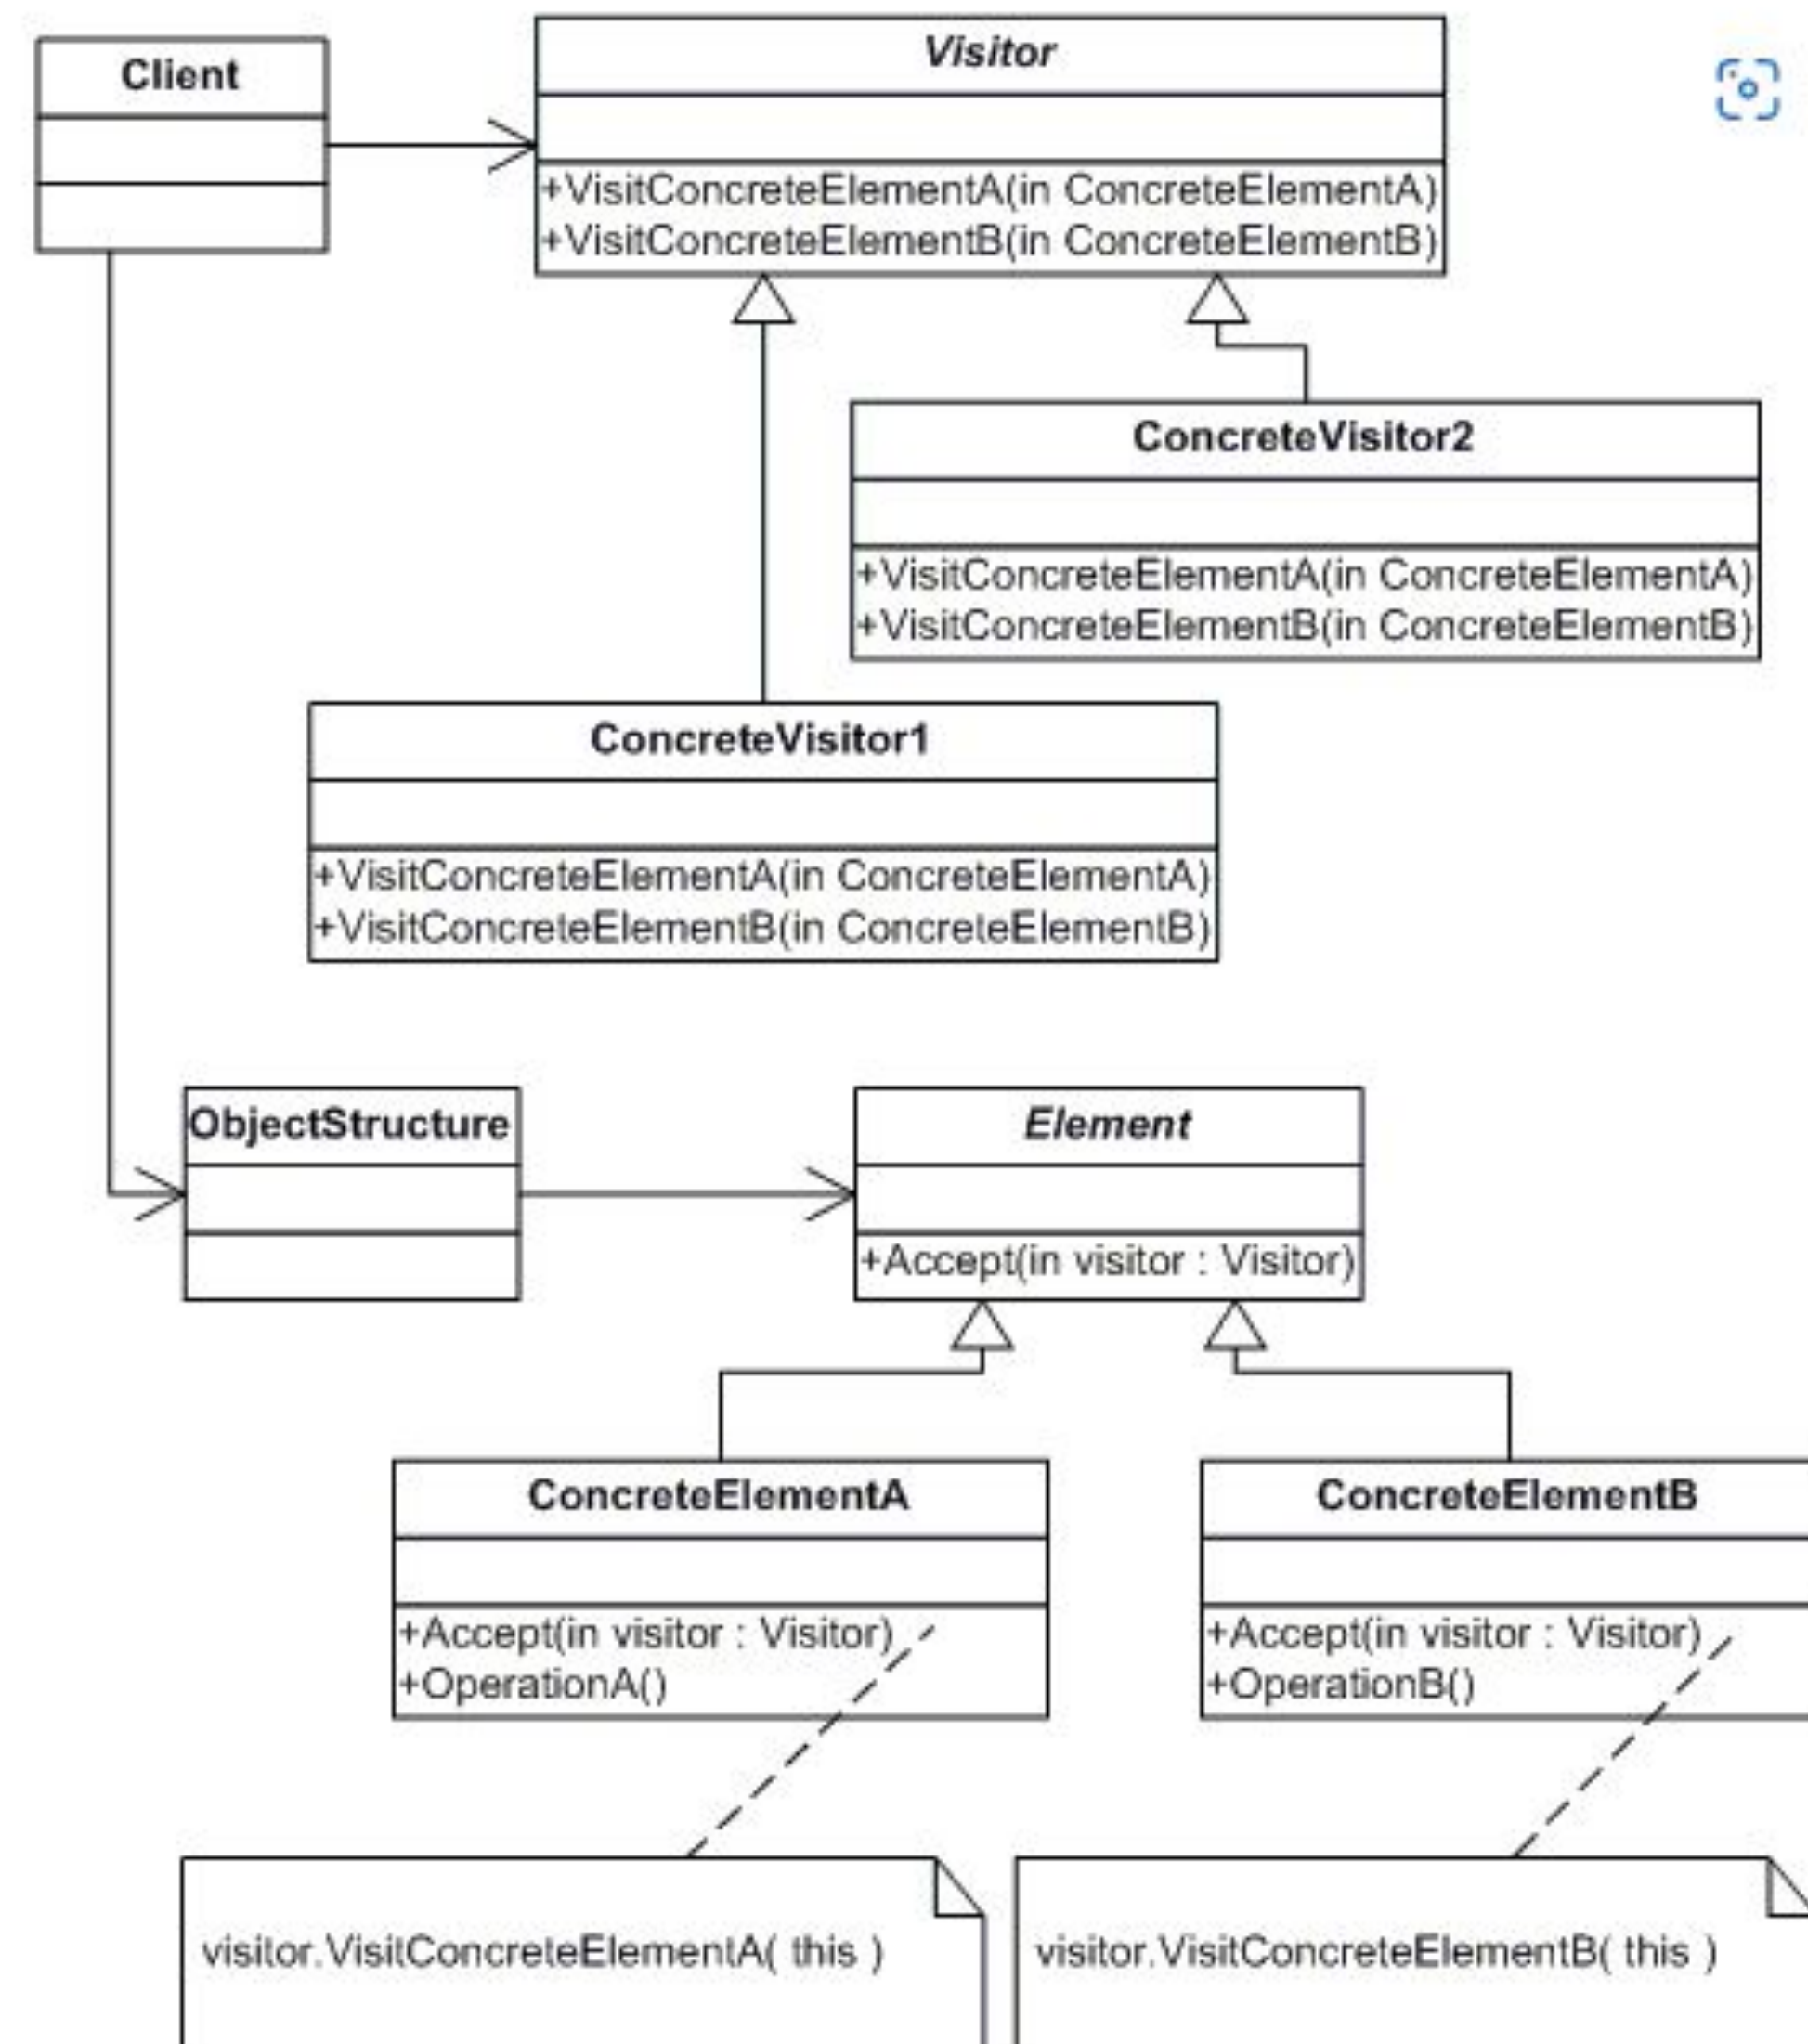 Client
Visitor
+VisitConcreteElementA(in ConcreteElementA)
+VisitConcreteElementB(in ConcreteElementB)
ConcreteVisitor2
+VisitConcreteElementA(in ConcreteElementA)
+VisitConcreteElementB(in ConcreteElementB)
ConcreteVisitor1
+VisitConcreteElementA(in ConcreteElementA)
+VisitConcreteElementB(in ConcreteElementB)
ObjectStructure
Element
+Accept(in visitor : Visitor)
ConcreteElementA
+Accept(in visitor : Visitor)
+OperationA()
ConcreteElementB
+Accept(in visitor : Visitor)
+OperationB()
visitor.VisitConcreteElementA( this )
visitor.VisitConcreteElementB( this )